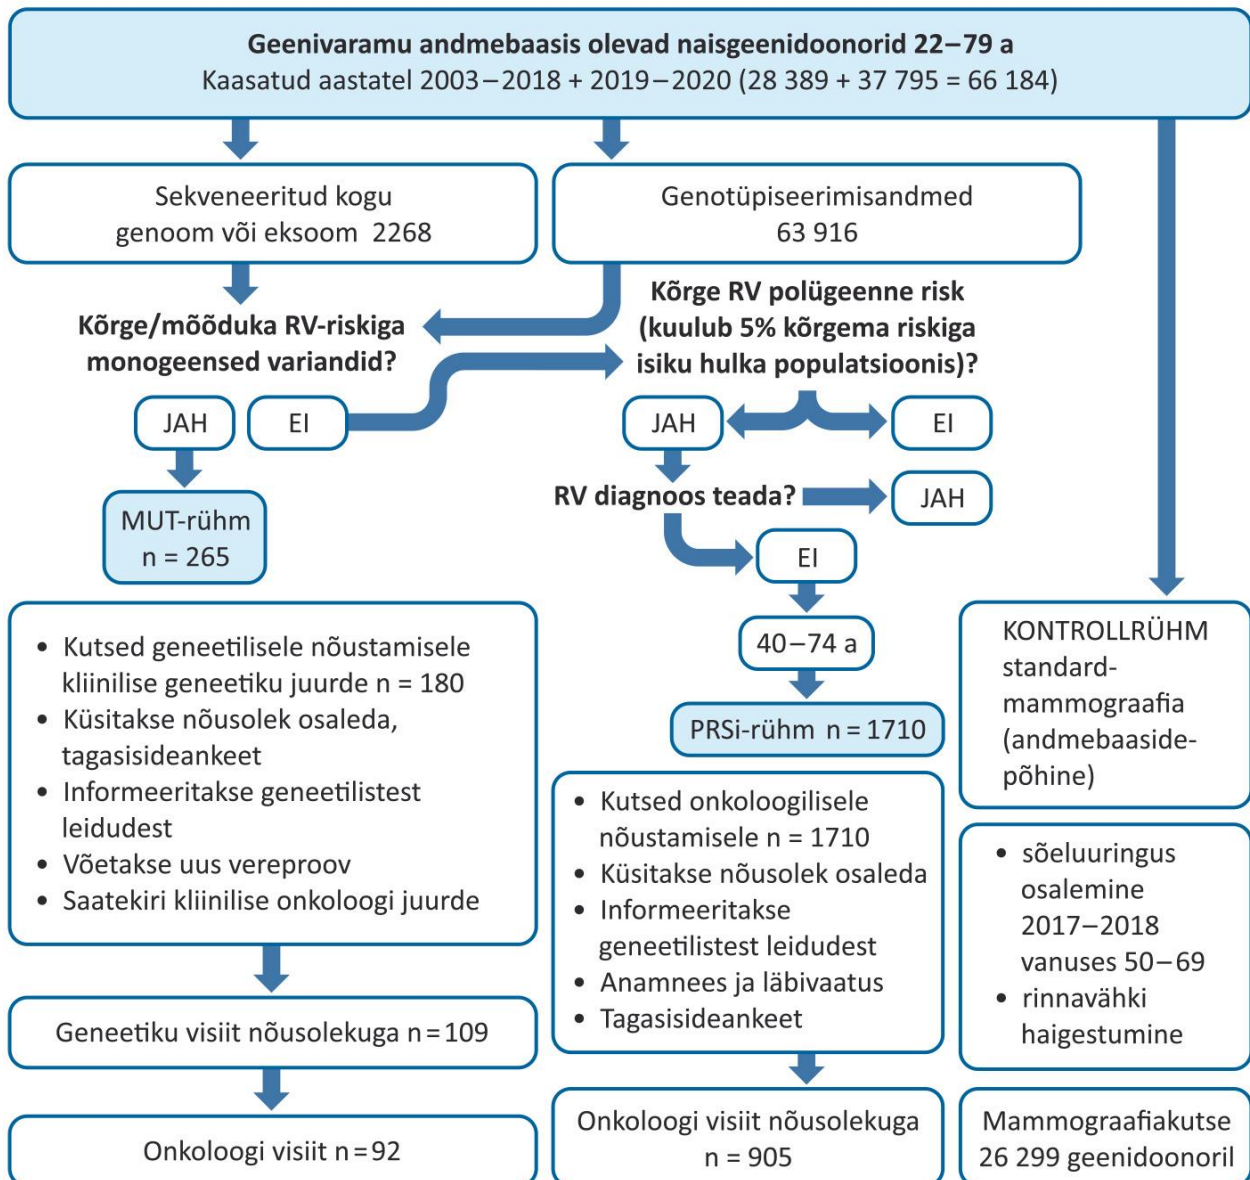 Geenivaramu andmebaasis olevad naisgeenidoonorid 22–79 a
Kaasatud aastatel 2003–2018 + 2019–2020 (28 389 + 37 795 = 66 184)
Sekveneeritud kogu
genoom või eksoom 2268
Genotüpiseerimisandmed
63 916
Kõrge/mõõduka RV-riskiga
monogeensed variandid?
Kõrge RV polügeenne risk
(kuulub 5% kõrgema riskiga
isiku hulka populatsioonis)?
JAH
EI
JAH
EI
RV diagnoos teada?
JAH
MUT-rühm
n = 265
EI
40–74 a
PRSi-rühm n = 1710
• Kutsed geneetilisele nõustamisele
kliinilise geneetiku juurde n = 180
• Küsitakse nõusolek osaleda,
tagasisideankeet
• Informeeritakse geneetilistest
leidudest
• Võetakse uus vereproov
• Saatekiri kliinilise onkoloogi juurde
Geneetiku visiit nõusolekuga n = 109
Onkoloogi visiit n = 92
• Kutsed onkoloogilisele
nõustamisele n = 1710
• Küsitakse nõusolek osaleda
• Informeeritakse
geneetilistest leidudest
• Anamnees ja läbivaatus
• Tagasisideankeet
Onkoloogi visiit nõusolekuga
n = 905
KONTROLLRÜHM
standard-
mammograafia
(andmebaaside-
põhine)
• sõeluuringus
osalemine
2017–2018
vanuses 50–69
• rinnavähki
haigestumine
Mammograafiakutse
26 299 geenidoonoril